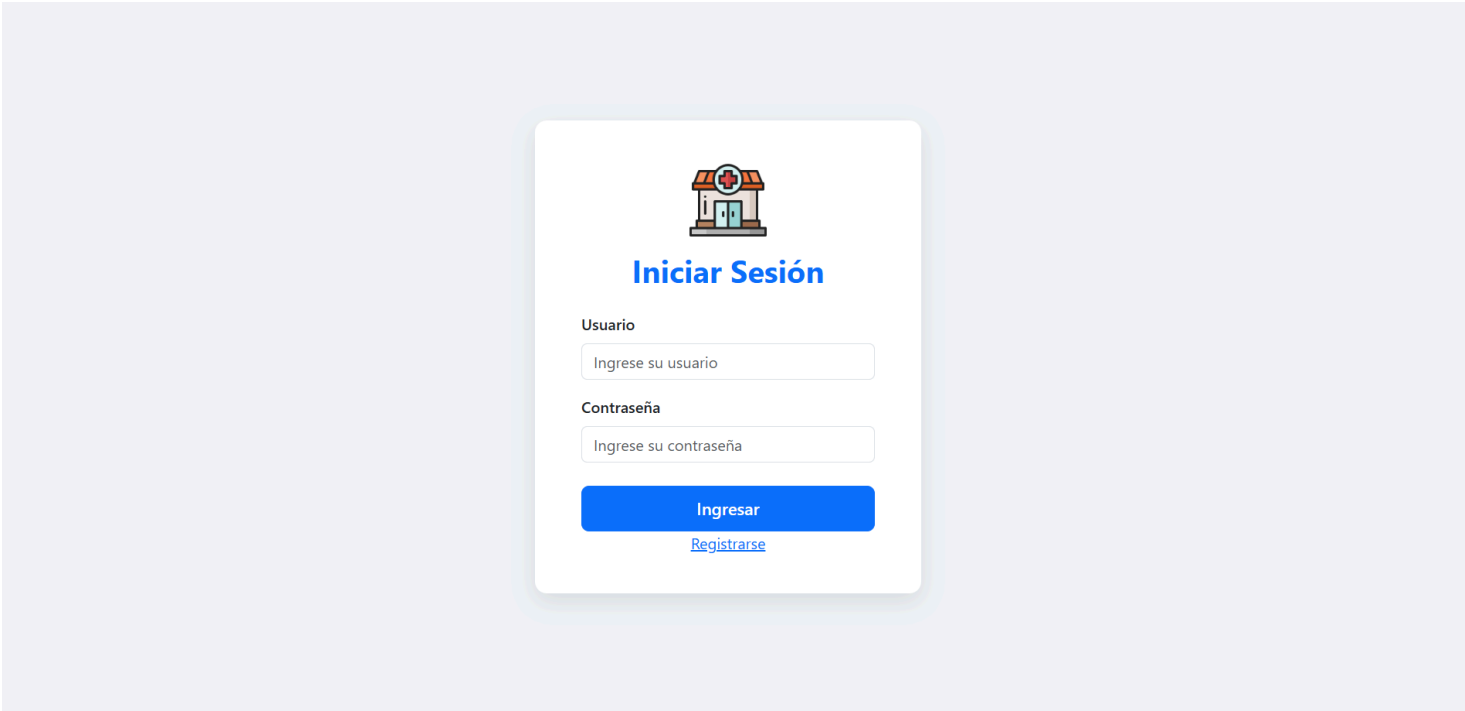 Iniciar Sesión
Usuario
Ingrese su usuario
Contraseña
Ingrese su contraseña
Ingresar
Registrarse